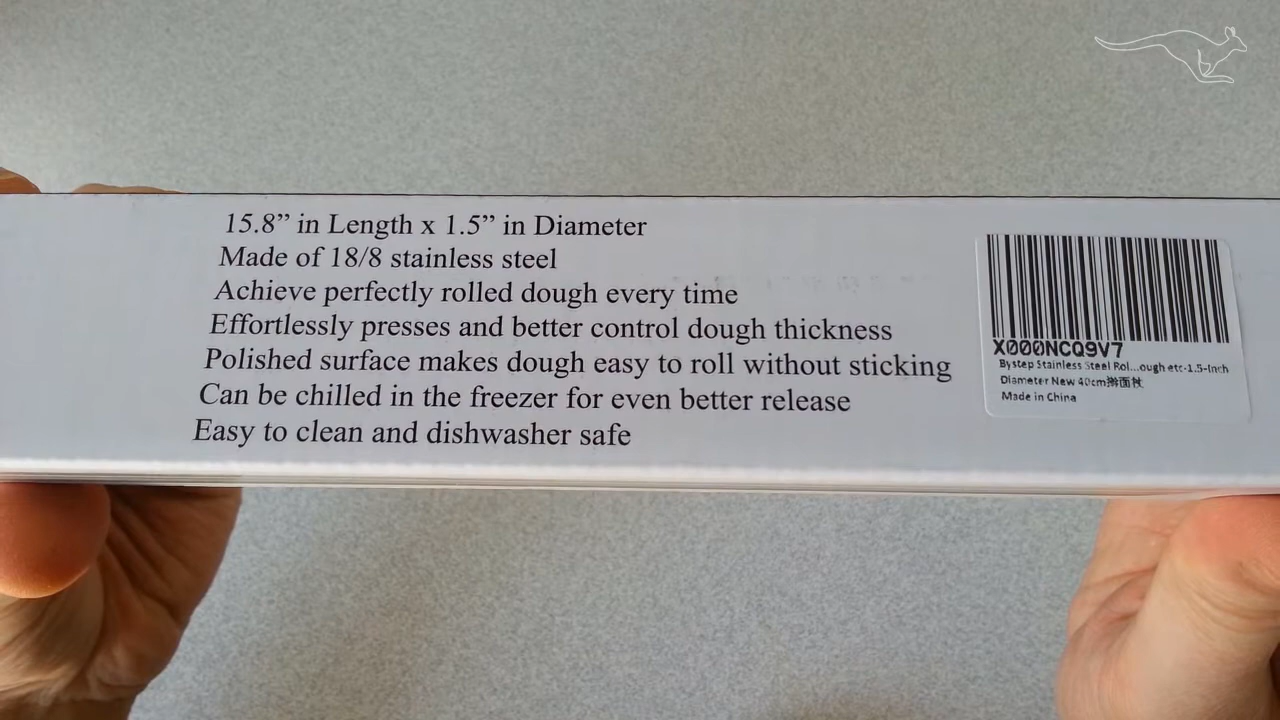 15.8” in Length x 1.5” in Diameter
Made of 18/8 stainless steel
Achieve perfectly rolled dough every time
Effortlessly presses and better control dough thickness
Polished surface makes dough easy to roll without sticking
Can be chilled in the freezer for even better release
Easy to clean and dishwasher safe
X000NCQ9V7
Bystep Stainless Steel Rol...ough etc-1.5-Inch
Diameter New 40cm擀面杖
Made in China